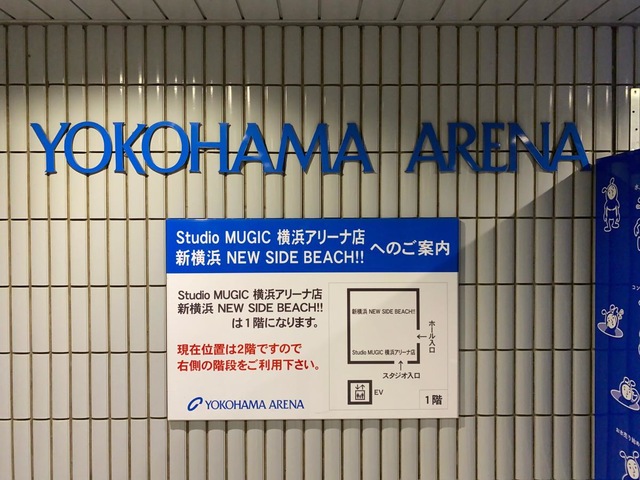 YOKOHAMA ARENA
Studio MUGIC 横浜アリーナ店
新横浜 NEW SIDE BEACH!! へのご案内
Studio MUGIC 横浜アリーナ店
新横浜 NEW SIDE BEACH!!
は1階になります。
現在位置は2階ですので
右側の階段をご利用下さい。
YOKOHAMA ARENA
新横浜 NEW SIDE BEACH!!
ホール入口
Studio MUGIC 横浜アリーナ店
スタジオ入口
EV
1階